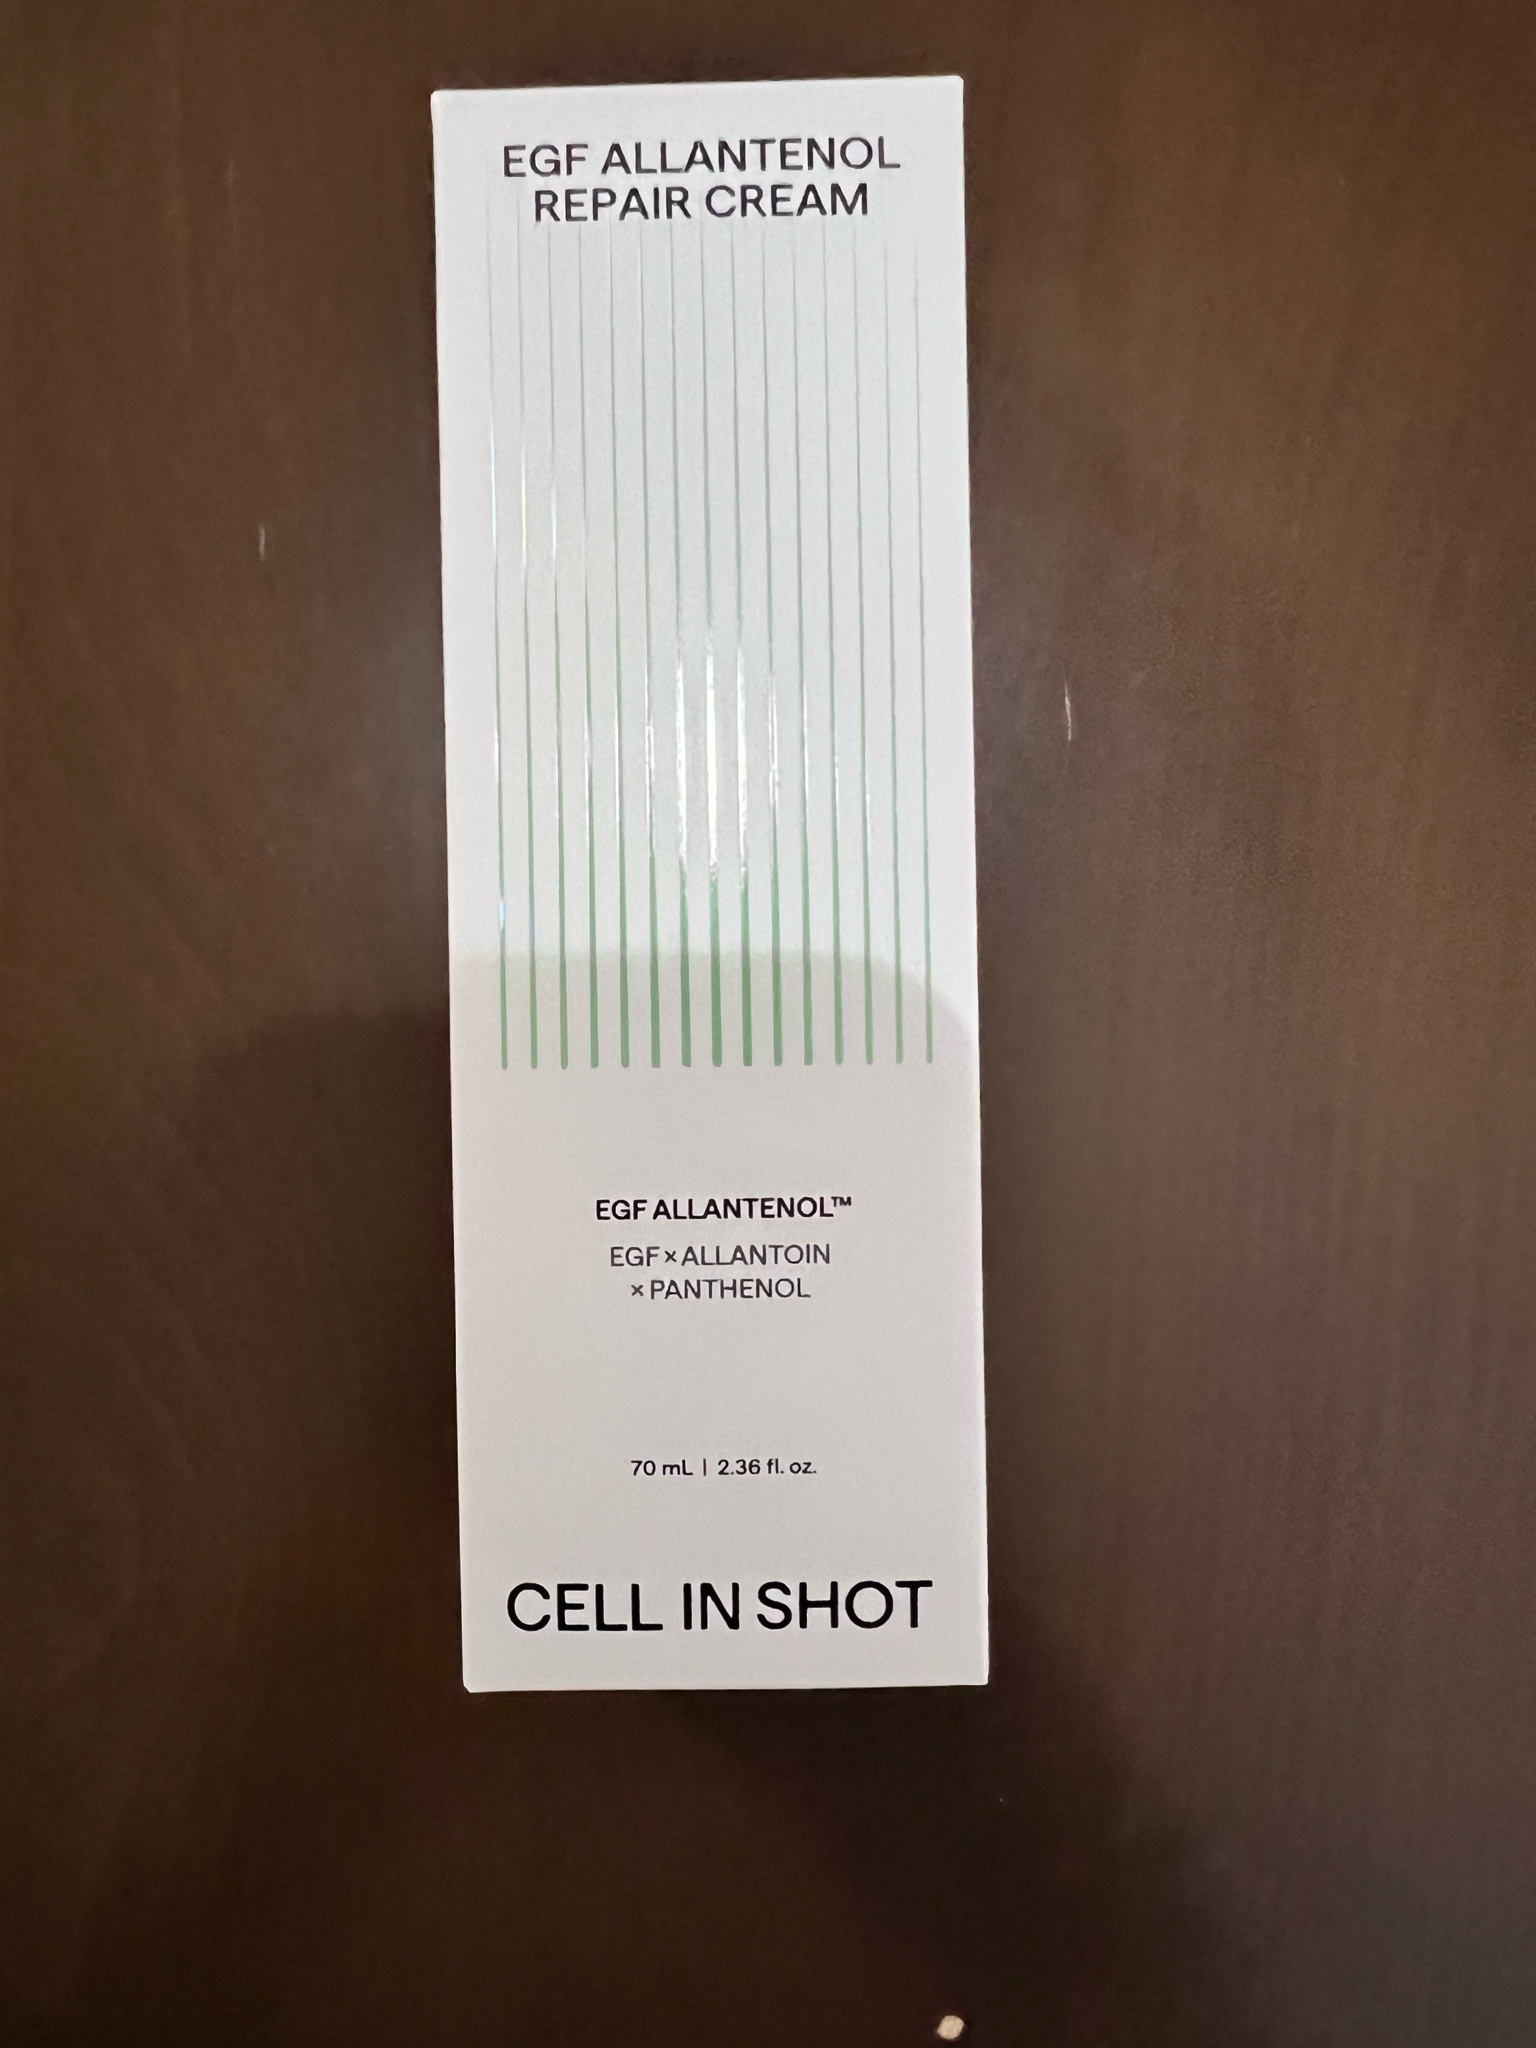 EGF ALLANTENOL
REPAIR CREAM
EGF ALLANTENOL™
EGF×ALLANTOIN
×PANTHENOL
70 mL | 2.36 fl. oz.
CELL IN SHOT